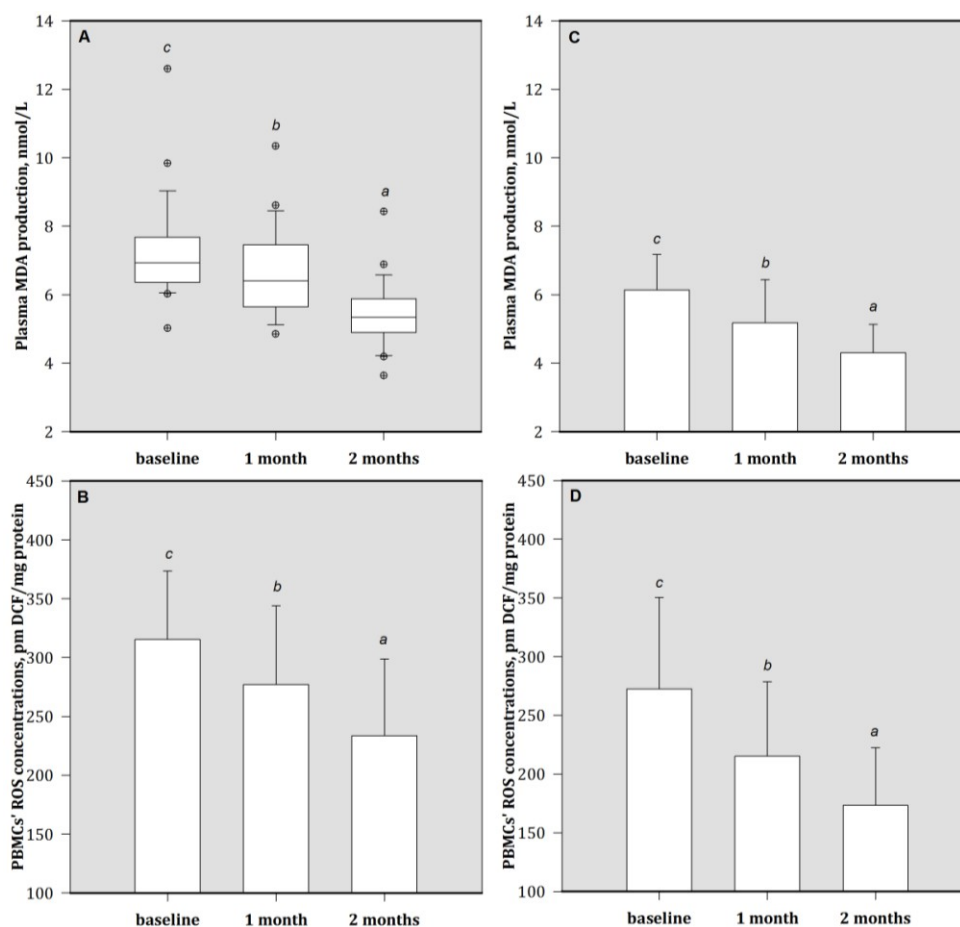 A
Plasma MDA production, nmol/L
14
12
10
8
6
4
2
c
b
a
baseline
1 month
2 months
C
Plasma MDA production, nmol/L
14
12
10
8
6
4
2
c
b
a
baseline
1 month
2 months
B
PBMCs' ROS concentrations, pm DCF/mg protein
450
400
350
300
250
200
150
100
c
b
a
baseline
1 month
2 months
D
PBMCs' ROS concentrations, pm DCF/mg protein
450
400
350
300
250
200
150
100
c
b
a
baseline
1 month
2 months